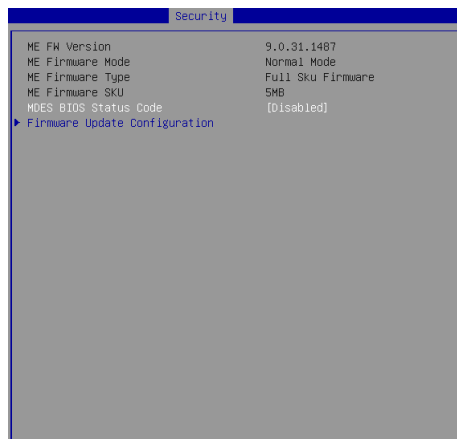 Security
ME FW Version 9.0.31.1487
ME Firmware Mode Normal Mode
ME Firmware Type Full Sku Firmware
ME Firmware SKU 5MB
MDES BIOS Status Code [Disabled]
Firmware Update Configuration